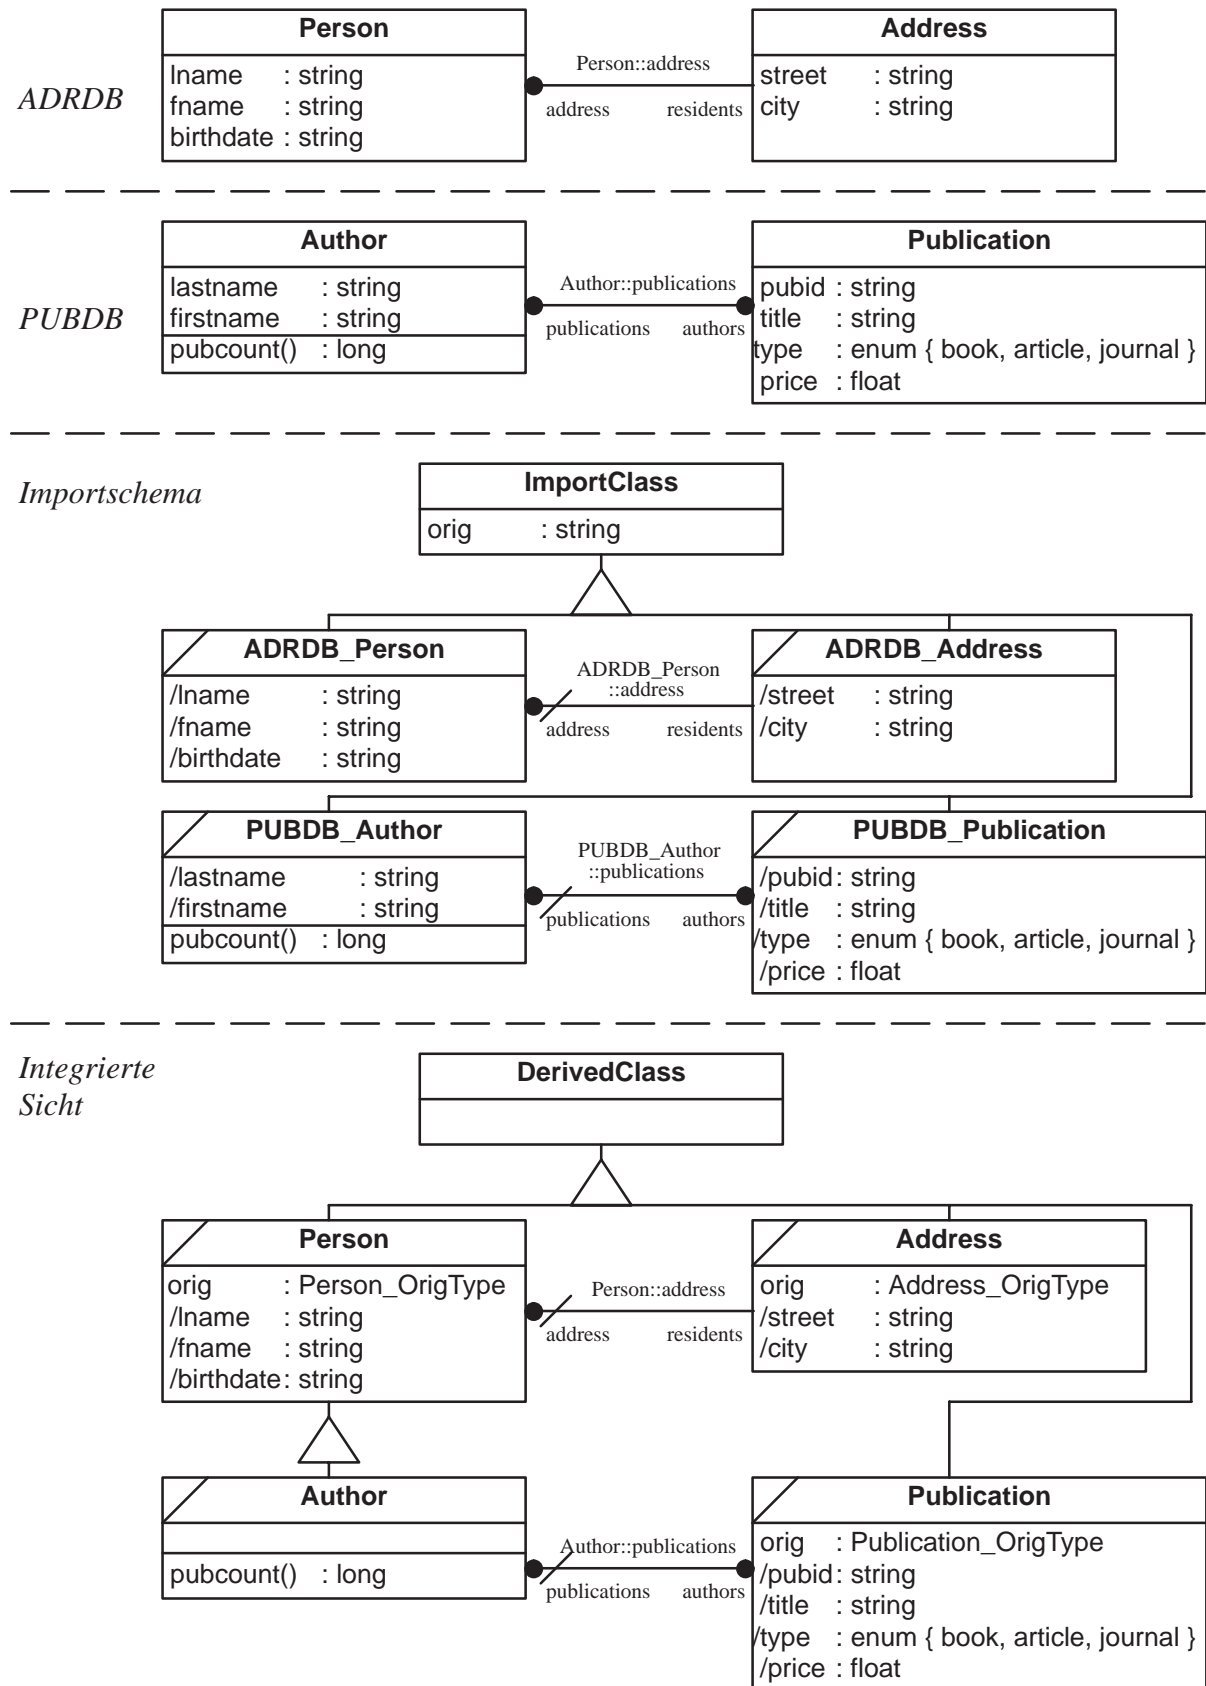 Person
Address
ADRDB
lname : string
fname : string
birthdate : string
Person::address
address residents
street : string
city : string
Author
Publication
PUBDB
lastname : string
firstname : string
pubcount() : long
Author::publications
publications authors
pubid : string
title : string
type : enum { book, article, journal }
price : float
Importschema
ImportClass
orig : string
ADRDB_Person
ADRDB_Address
/lname : string
/fname : string
/birthdate : string
ADRDB_Person
::address
address residents
/street : string
/city : string
PUBDB_Author
PUBDB_Publication
/lastname : string
/firstname : string
pubcount() : long
PUBDB_Author
::publications
publications authors
/pubid : string
/title : string
/type : enum { book, article, journal }
/price : float
Integrierte
Sicht
DerivedClass
Person
Address
orig : Person_OrigType
/lname : string
/fname : string
/birthdate : string
Person::address
address residents
orig : Address_OrigType
/street : string
/city : string
Author
Publication
pubcount() : long
Author::publications
publications authors
orig : Publication_OrigType
/pubid : string
/title : string
/type : enum { book, article, journal }
/price : float